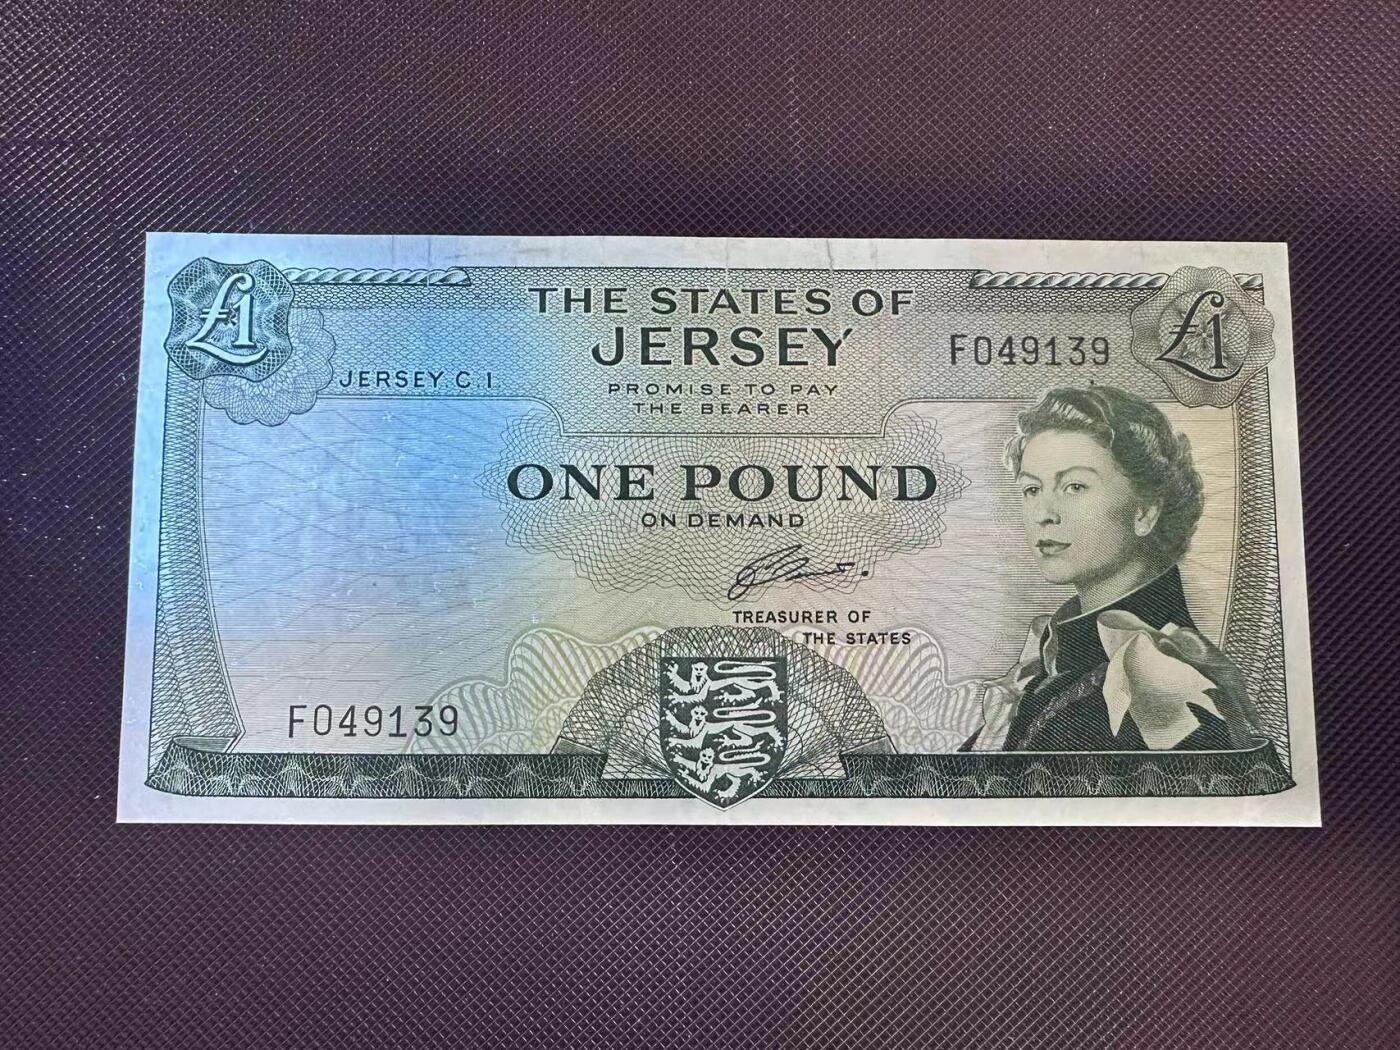 £1
THE STATES OF
£1
JERSEY
F049139
JERSEY C.I.
PROMISE TO PAY
THE BEARER
ONE POUND
ON DEMAND
TREASURER OF
THE STATES
F049139